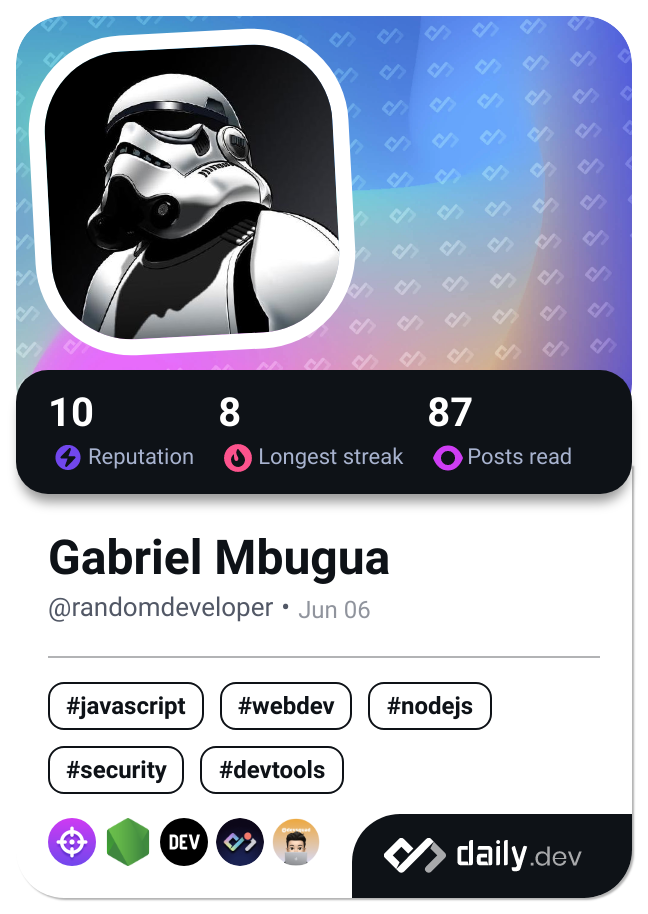 10 8 87
Reputation Longest streak Posts read
Gabriel Mbugua
@randomdeveloper • Jun 06
#javascript #webdev #nodejs
#security #devtools
DEV
daily.dev